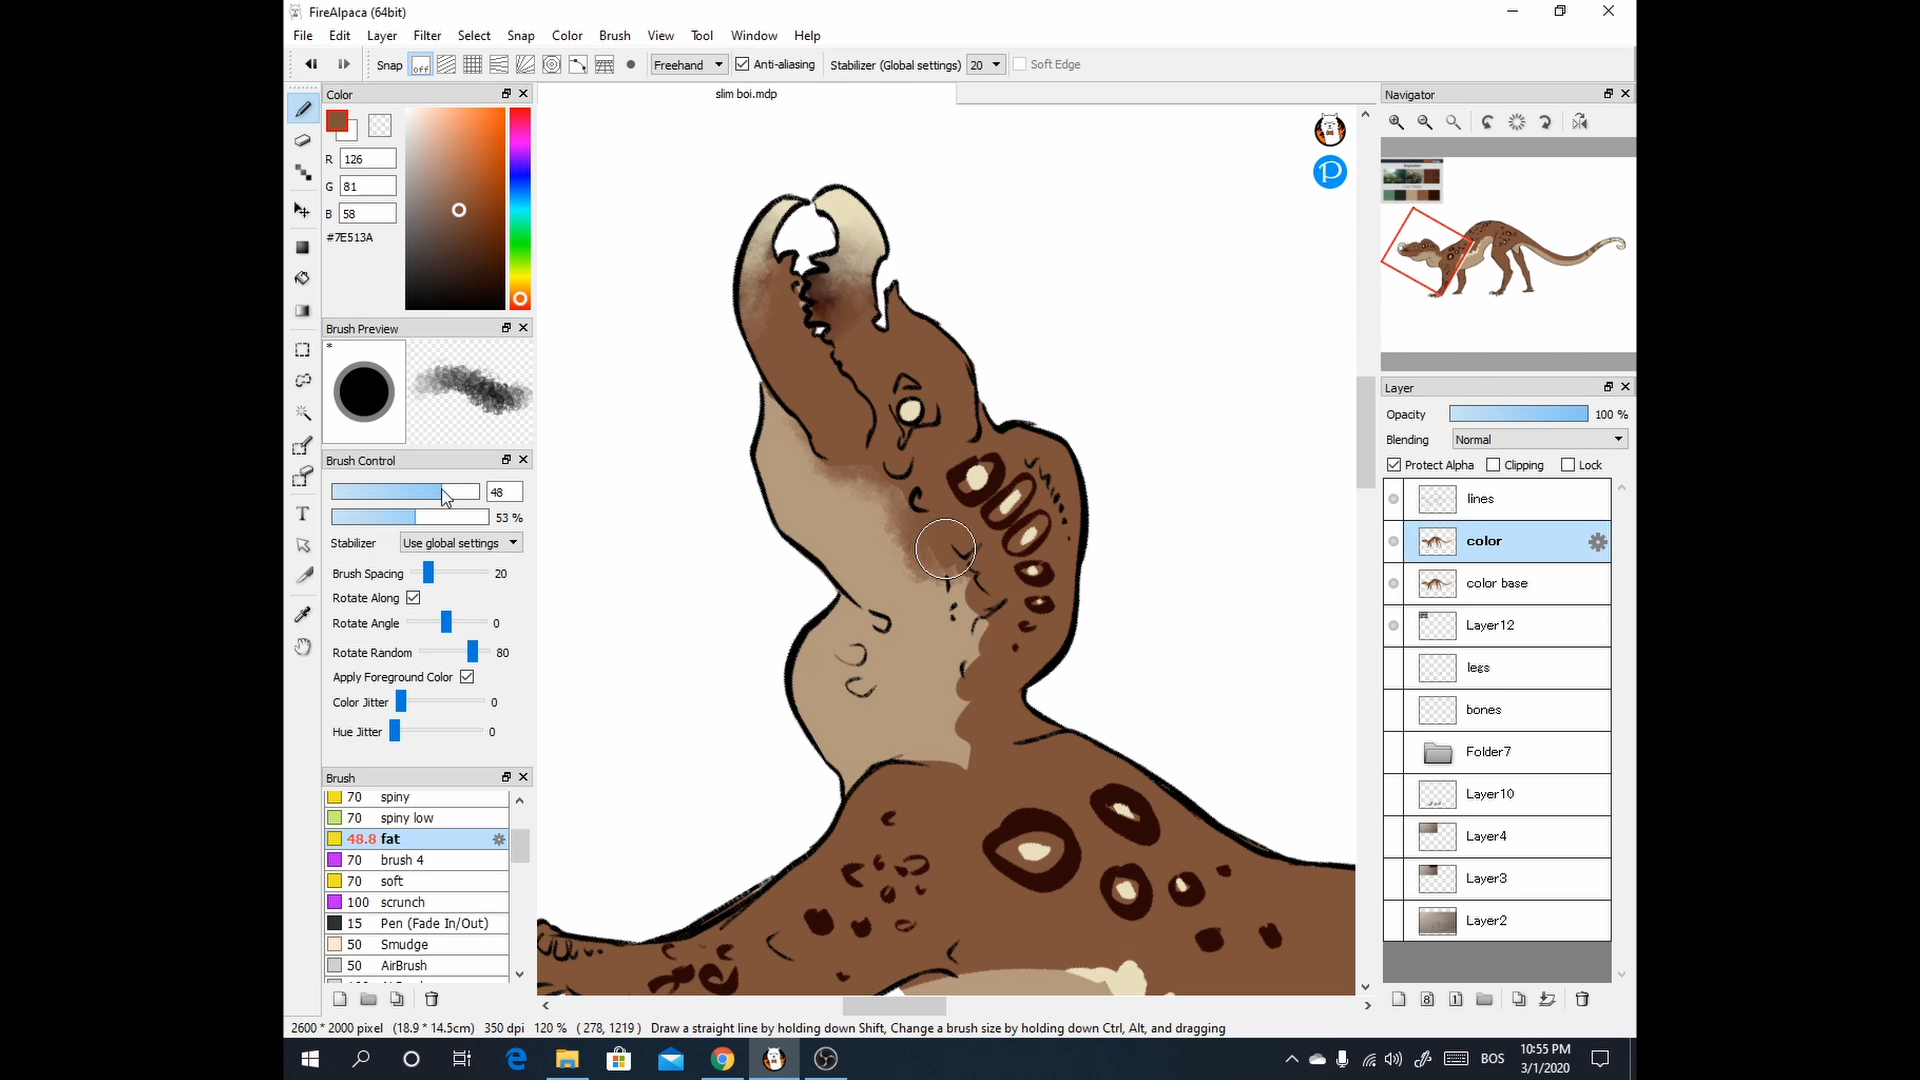 FireAlpaca (64bit)
File Edit Layer Filter Select Snap Color Brush View Tool Window Help
Snap off Freehand Anti-aliasing Stabilizer (Global settings) 20 Soft Edge
Color
slim boi.mdp
Navigator
R 126
G 81
B 58
#7E513A
Brush Preview
*
Layer
Opacity 100 %
Blending Normal
Protect Alpha Clipping Lock
Brush Control
48
53 %
Stabilizer Use global settings
Brush Spacing 20
Rotate Along
Rotate Angle 0
Rotate Random 80
Apply Foreground Color
Color Jitter 0
Hue Jitter 0
lines
color
color base
Layer12
legs
bones
Folder7
Layer10
Layer4
Layer3
Layer2
Brush
70 spiny
70 spiny low
48.8 fat
70 brush 4
70 soft
100 scrunch
15 Pen (Fade In/Out)
50 Smudge
50 AirBrush
2600 * 2000 pixel (18.9 * 14.5cm) 350 dpi 120 % ( 278, 1219 ) Draw a straight line by holding down Shift, Change a brush size by holding down Ctrl, Alt, and dragging
BOS
10:55 PM
3/1/2020